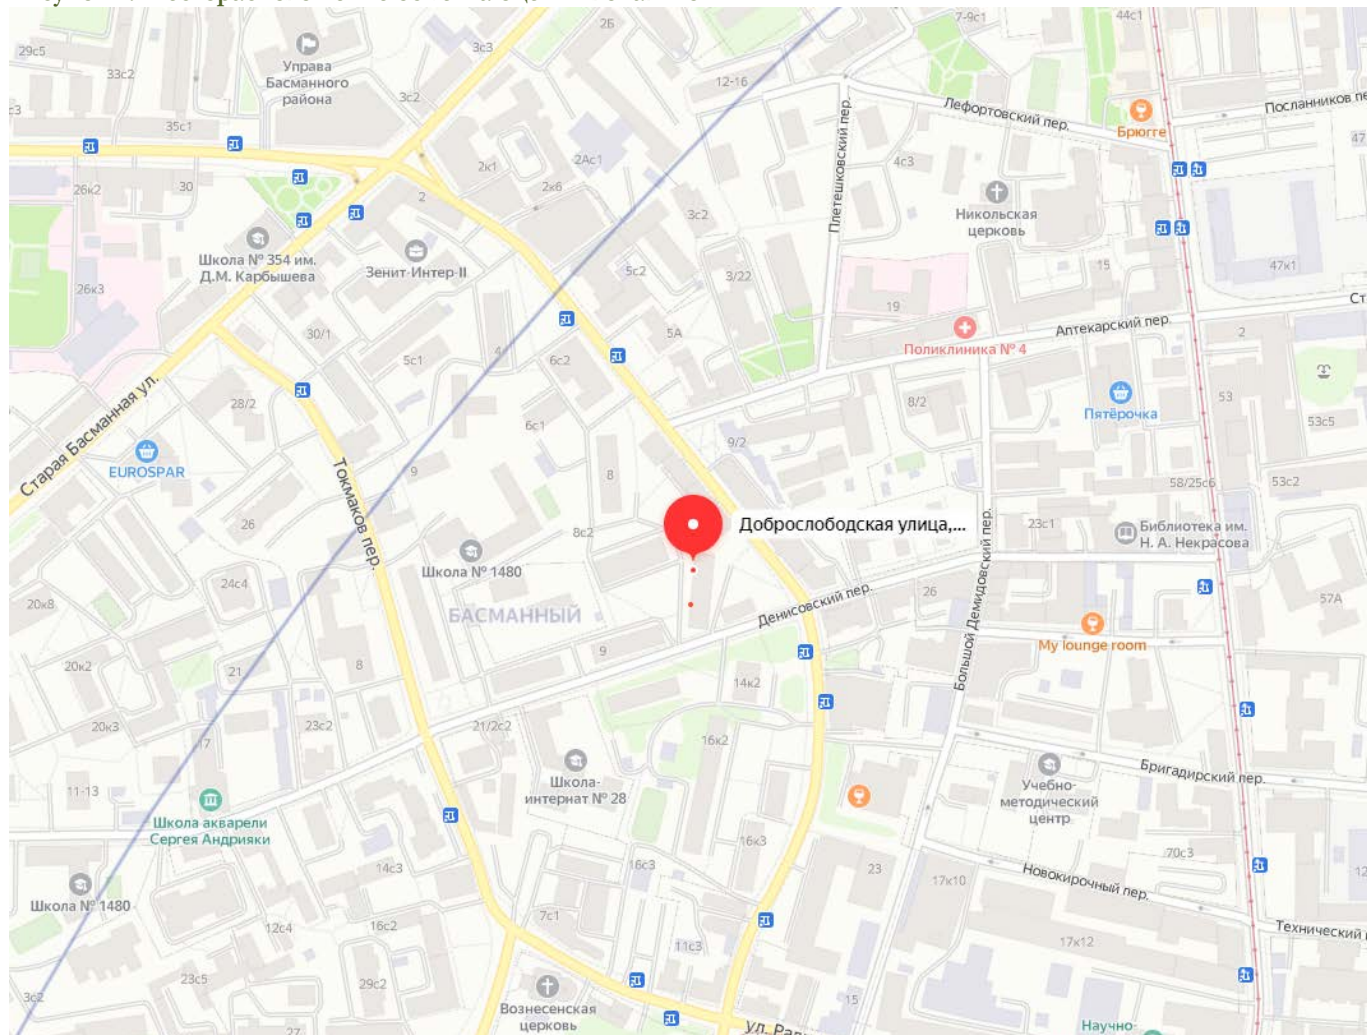 29с5
33с2
Управа
Басманного
района
3с2
3с3
2Б
12-16
7-9с1
44с1
35с1
Лефортовский пер.
Брюгге
Посланников пе
47
26к2
30
2
2к1
2к6
2Ас1
3с2
Плетешковский пер.
4с3
Никольская
церковь
Школа № 354 им.
Д.М. Карбышева
Зенит-Интер-II
5с2
3/22
19
15
47к1
26к3
30/1
5с1
4
6с2
5А
Поликлиника № 4
Аптекарский пер.
2
Ст
Старая Басманная ул.
28/2
6с1
8/2
Пятёрочка
53
53с5
EUROSPAR
Токмаков пер.
9
8
9/2
58/25с6
53с2
26
8с2
Доброслободская улица,...
Большой Демидовский пер.
23с1
Библиотека им.
Н. А. Некрасова
Школа № 1480
24с4
20к8
БАСМАННЫЙ
Денисовский пер.
26
57А
My lounge room
20к2
21
8
9
14к2
20к3
17
23с2
21/2с2
16к2
Бригадирский пер.
11-13
Школа-
интернат № 28
Учебно-
методический
центр
Школа акварели
Сергея Андрияки
16к3
70с3
14с3
16с3
23
17к10
Новокирочный пер.
12
Школа № 1480
12с4
16с2
7с1
11с3
17к12
Технический
23с5
29с2
3с2
Вознесенская
церковь
15
27
Научно-